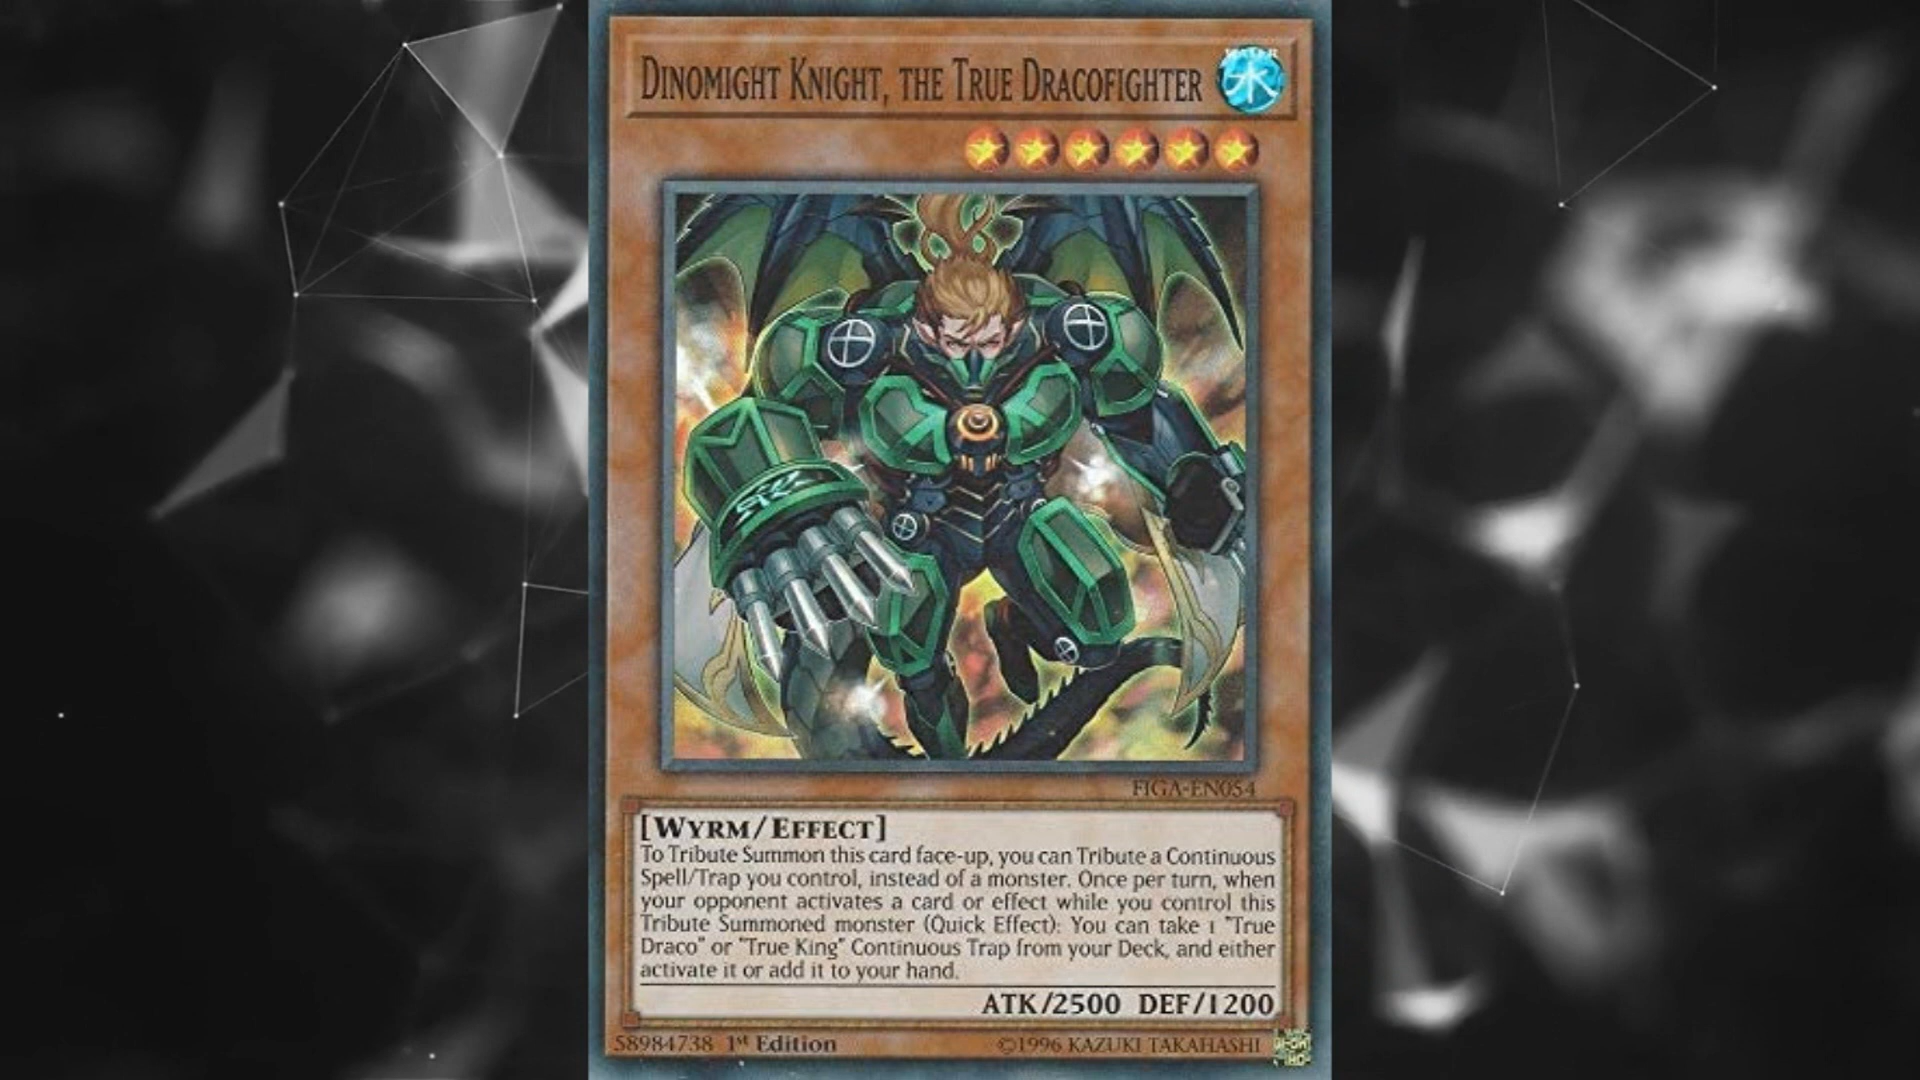 DINOMIGHT KNIGHT, THE TRUE DRACOFIGHTER
WATER
水
FIGA-EN054
[WYRM/EFFECT]
To Tribute Summon this card face-up, you can Tribute a Continuous
Spell/Trap you control, instead of a monster. Once per turn, when
your opponent activates a card or effect while you control this
Tribute Summoned monster (Quick Effect): You can take 1 "True
Draco" or "True King" Continuous Trap from your Deck, and either
activate it or add it to your hand.
ATK/2500 DEF/1200
58984738 1st Edition
©1996 KAZUKI TAKAHASHI